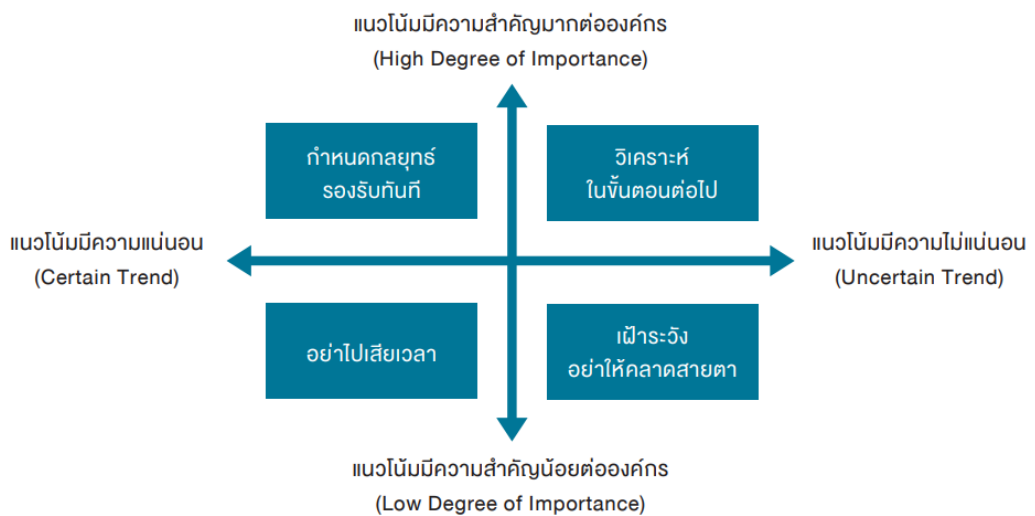 แนวโน้มมีความสำคัญมากต่อองค์กร
(High Degree of Importance)
กำหนดกลยุทธ์
รองรับทันที
วิเคราะห์
ในขั้นตอนต่อไป
แนวโน้มมีความแน่นอน
(Certain Trend)
แนวโน้มมีความไม่แน่นอน
(Uncertain Trend)
อย่าไปเสียเวลา
เฝ้าระวัง
อย่าให้คลาดสายตา
แนวโน้มมีความสำคัญน้อยต่อองค์กร
(Low Degree of Importance)